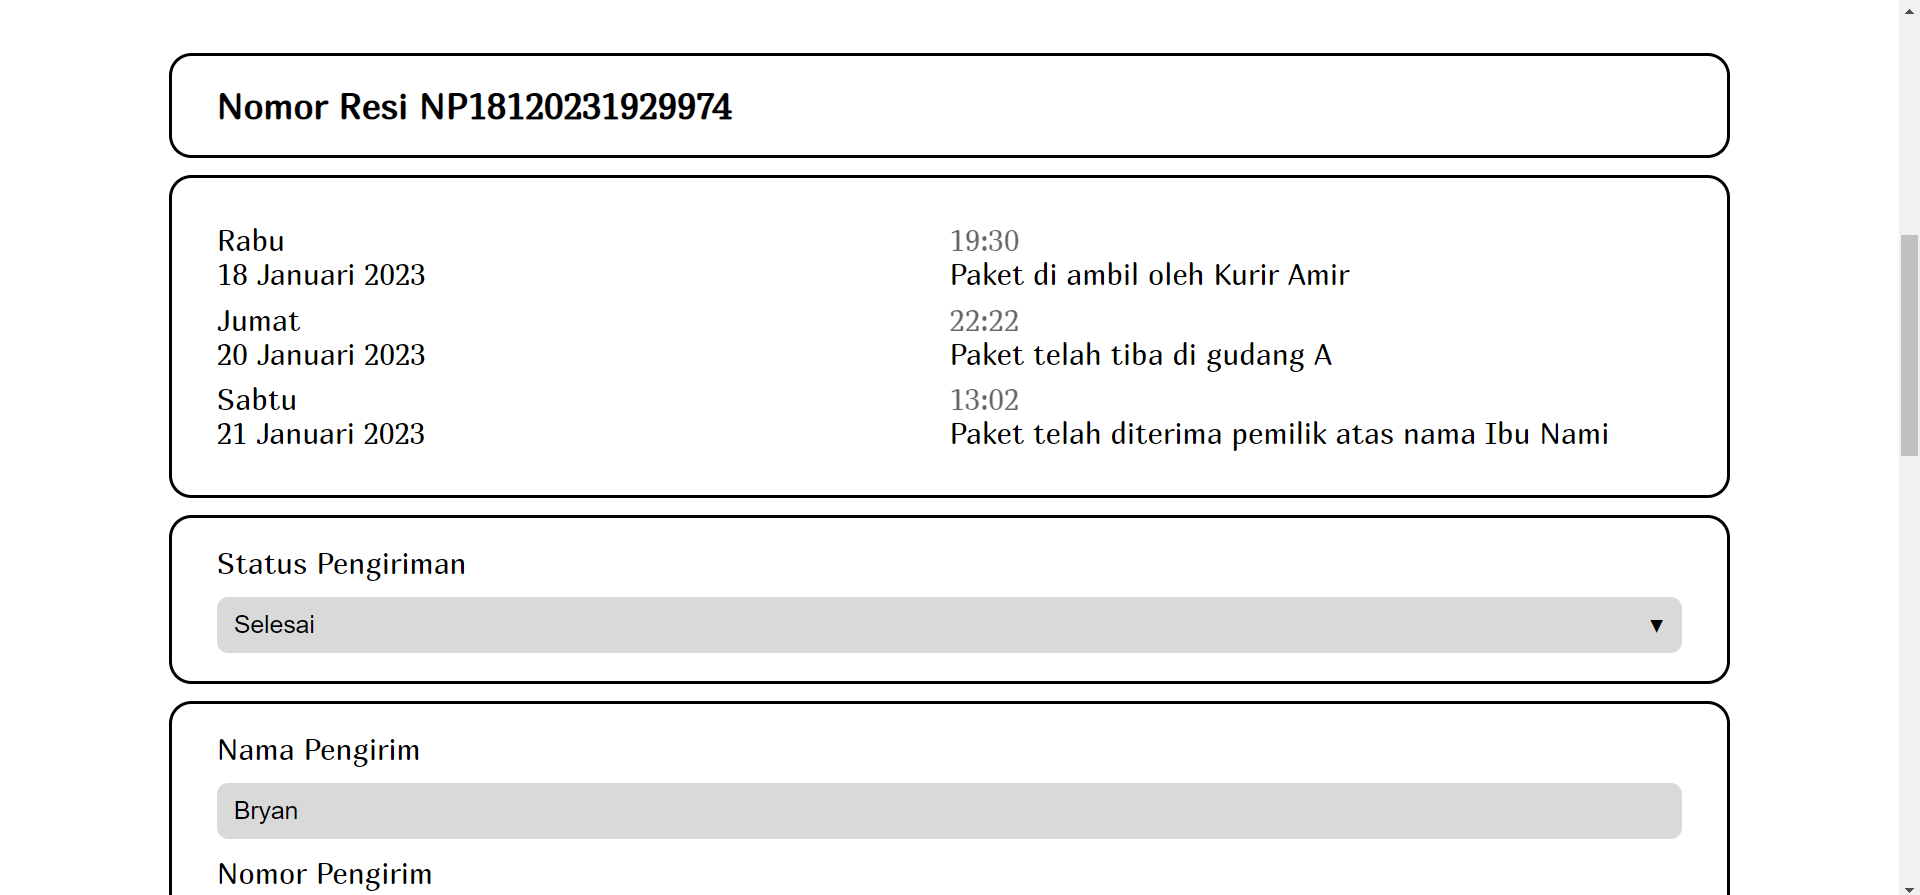 Nomor Resi NP18120231929974
Rabu
18 Januari 2023
19:30
Paket di ambil oleh Kurir Amir
Jumat
20 Januari 2023
22:22
Paket telah tiba di gudang A
Sabtu
21 Januari 2023
13:02
Paket telah diterima pemilik atas nama Ibu Nami
Status Pengiriman
Selesai
Nama Pengirim
Bryan
Nomor Pengirim